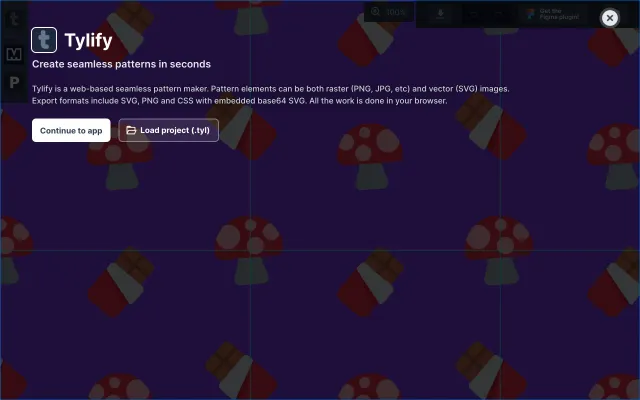 t
380%
Get the
Figma plugin!
t Tylify
M
Create seamless patterns in seconds
P
Tylify is a web-based seamless pattern maker. Pattern elements can be both raster (PNG, JPG, etc) and vector (SVG) images.
Export formats include SVG, PNG and CSS with embedded base64 SVG. All the work is done in your browser.
Continue to app
Load project (.tyl)